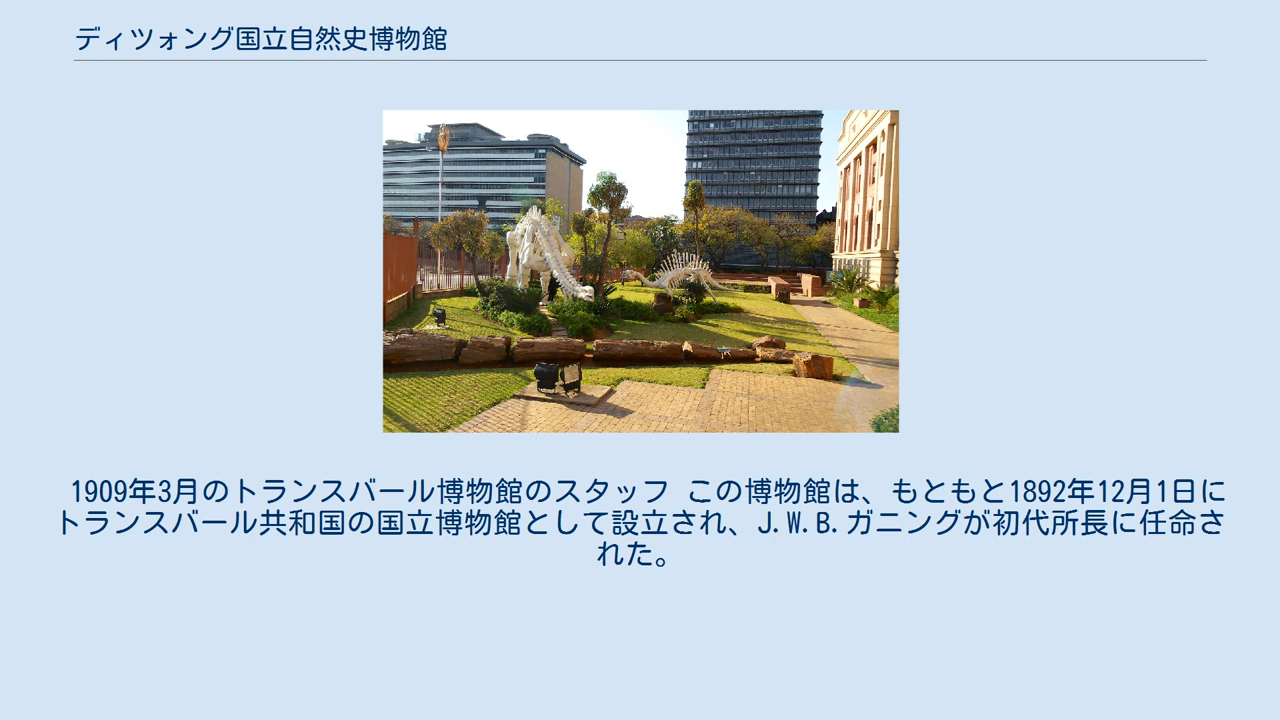 ディツォング国立自然史博物館
1909年3月のトランスバール博物館のスタッフ この博物館は、もともと1892年12月1日に
トランスバール共和国の国立博物館として設立され、J.W.B.ガニングが初代所長に任命さ
れた。